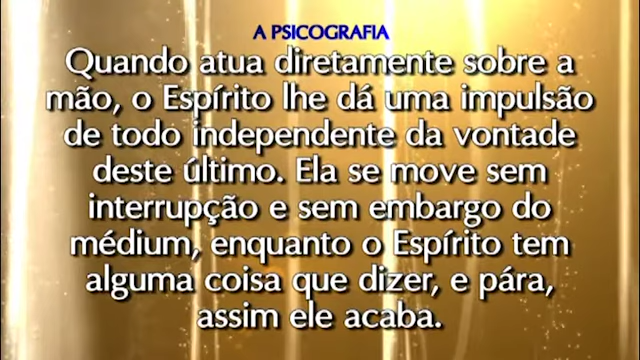 A PSICOGRAFIA
Quando atua diretamente sobre a
mão, o Espírito lhe dá uma impulsão
de todo independente da vontade
deste último. Ela se move sem
interrupção e sem embargo do
médium, enquanto o Espírito tem
alguma coisa que dizer, e pára,
assim ele acaba.